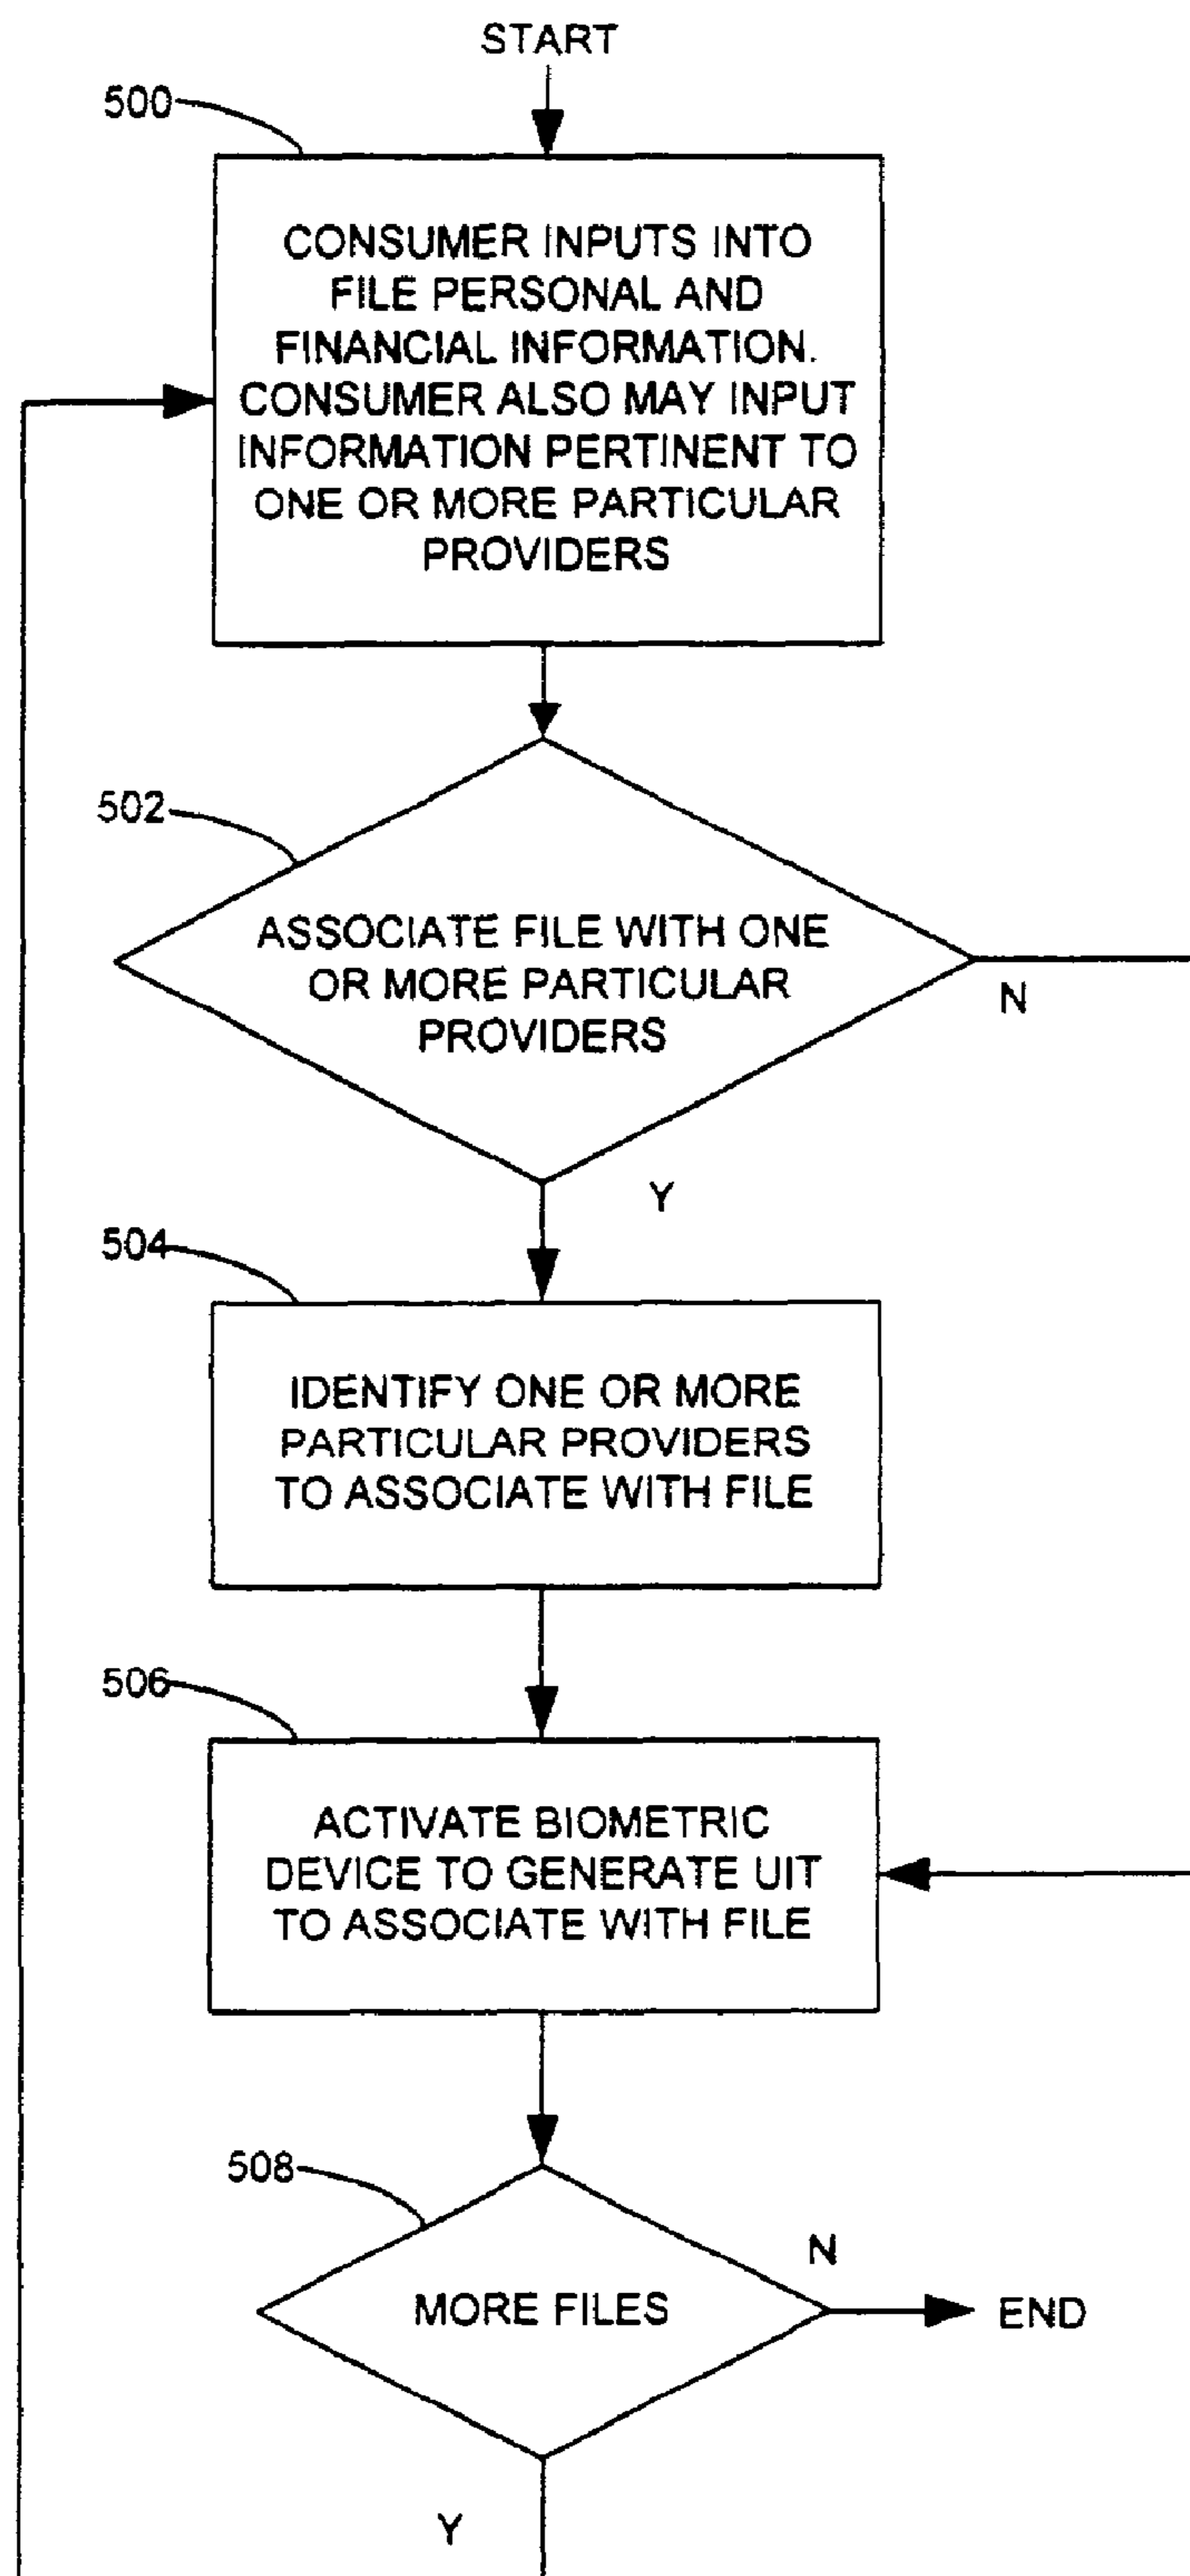 START
500
CONSUMER INPUTS INTO
FILE PERSONAL AND
FINANCIAL INFORMATION.
CONSUMER ALSO MAY INPUT
INFORMATION PERTINENT TO
ONE OR MORE PARTICULAR
PROVIDERS
502
ASSOCIATE FILE WITH ONE
OR MORE PARTICULAR
PROVIDERS
N
Y
504
IDENTIFY ONE OR MORE
PARTICULAR PROVIDERS
TO ASSOCIATE WITH FILE
506
ACTIVATE BIOMETRIC
DEVICE TO GENERATE UIT
TO ASSOCIATE WITH FILE
508
N
MORE FILES
END
Y